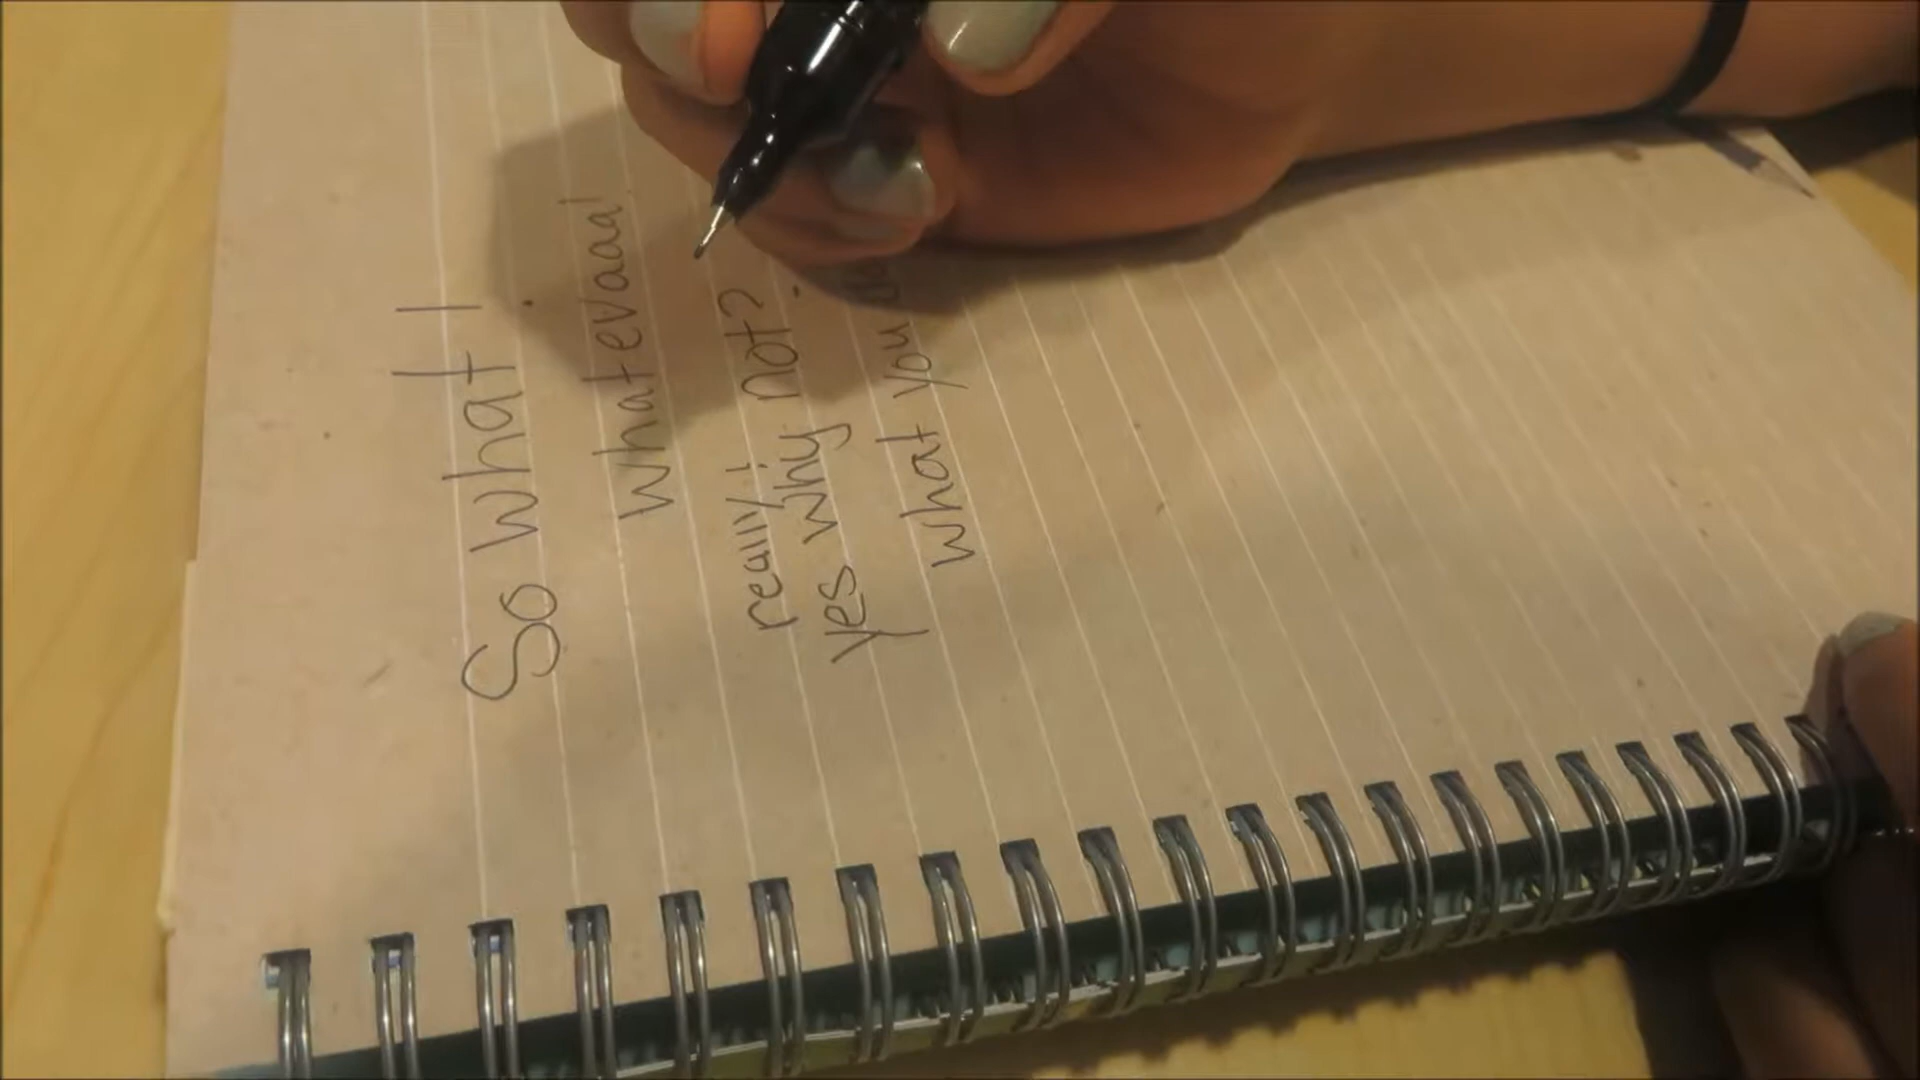 So what!
whatevaaa!
really!
yes why not?
what you